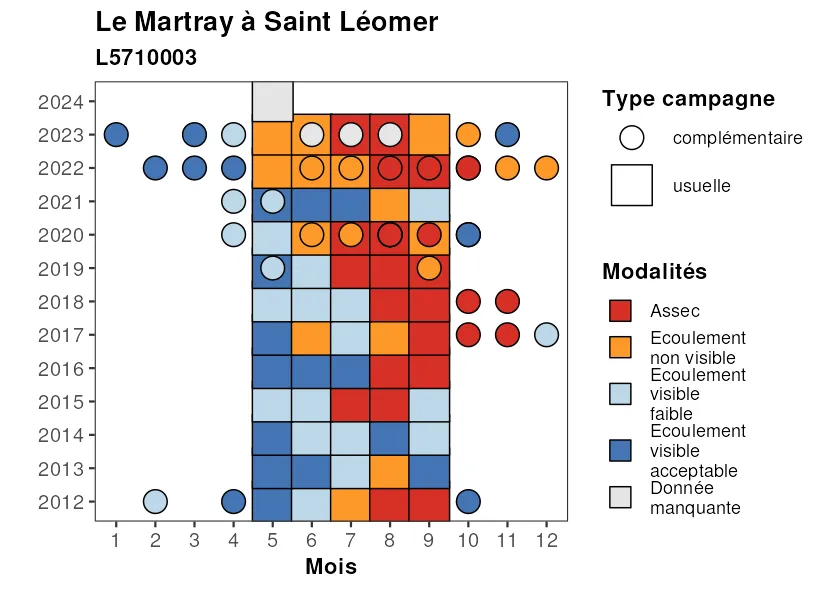 Le Martray à Saint Léomer
L5710003
2024
2023
2022
2021
2020
2019
2018
2017
2016
2015
2014
2013
2012
1 2 3 4 5 6 7 8 9 10 11 12
Mois
Type campagne
complémentaire
usuelle
Modalités
Assec
Ecoulement
non visible
Ecoulement
visible
faible
Ecoulement
visible
acceptable
Donnée
manquante